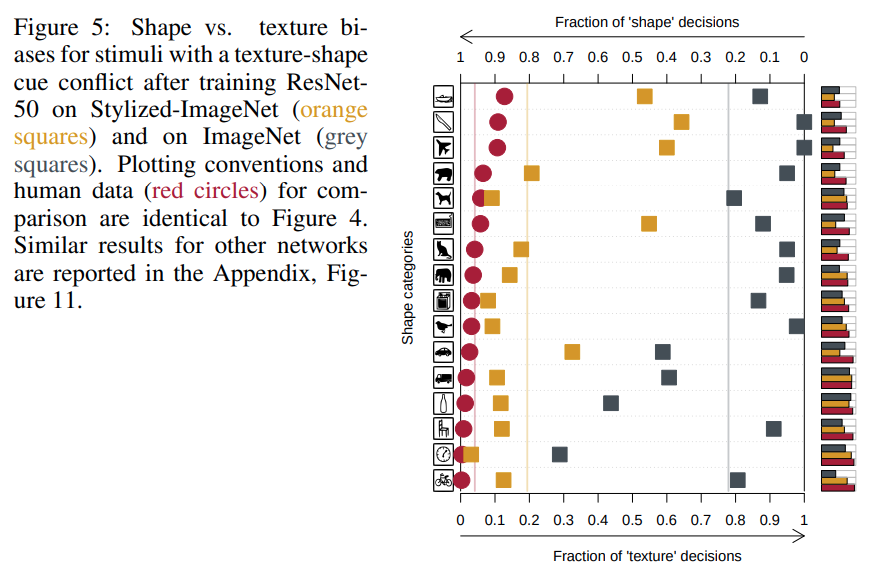 Figure 5: Shape vs. texture bi-
ases for stimuli with a texture-shape
cue conflict after training ResNet-
50 on Stylized-ImageNet (orange
squares) and on ImageNet (grey
squares). Plotting conventions and
human data (red circles) for com-
parison are identical to Figure 4.
Similar results for other networks
are reported in the Appendix, Fig-
ure 11.
Fraction of 'shape' decisions
1 0.9 0.8 0.7 0.6 0.5 0.4 0.3 0.2 0.1 0
Shape categories
0 0.1 0.2 0.3 0.4 0.5 0.6 0.7 0.8 0.9 1
Fraction of 'texture' decisions